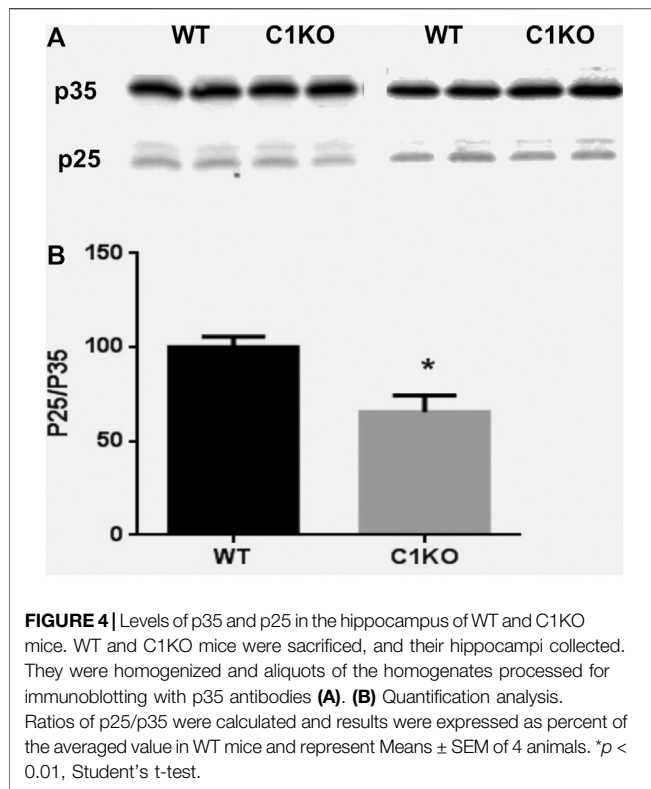 A
WT C1KO WT C1KO
p35
p25
B
150
100
50
0
P25/P35
*
WT C1KO
FIGURE 4 | Levels of p35 and p25 in the hippocampus of WT and C1KO
mice. WT and C1KO mice were sacrificed, and their hippocampi collected.
They were homogenized and aliquots of the homogenates processed for
immunoblotting with p35 antibodies (A). (B) Quantification analysis.
Ratios of p25/p35 were calculated and results were expressed as percent of
the averaged value in WT mice and represent Means ± SEM of 4 animals. *p <
0.01, Student's t-test.